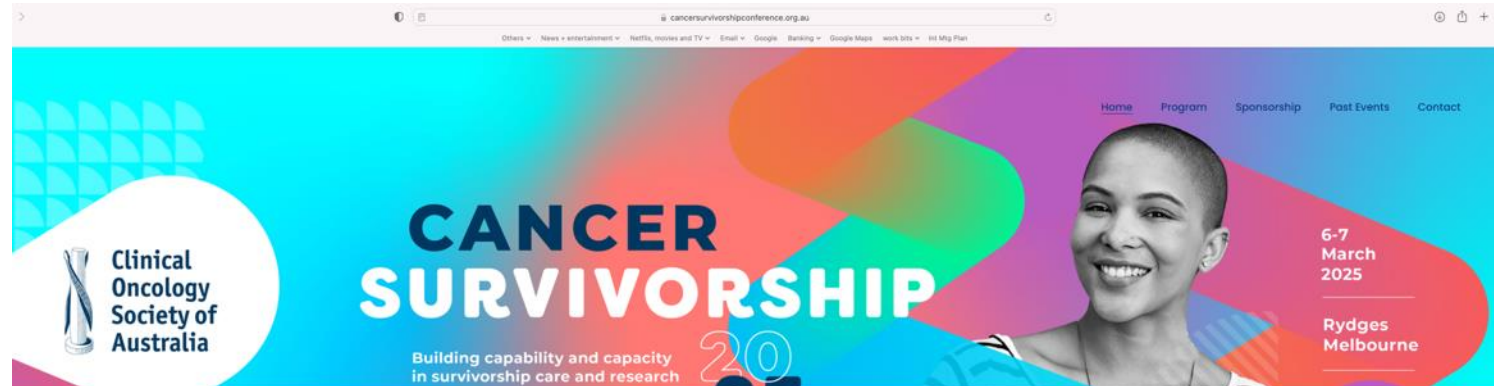 cancersurvivorshipconference.org.au
Others News + entertainment Netflix, movies and TV Email Google Banking Google Maps work bits Int Mtg Plan
Home Program Sponsorship Past Events Contact
Clinical
Oncology
Society of
Australia
CANCER
SURVIVORSHIP
20
Building capability and capacity
in survivorship care and research
6-7
March
2025
Rydges
Melbourne